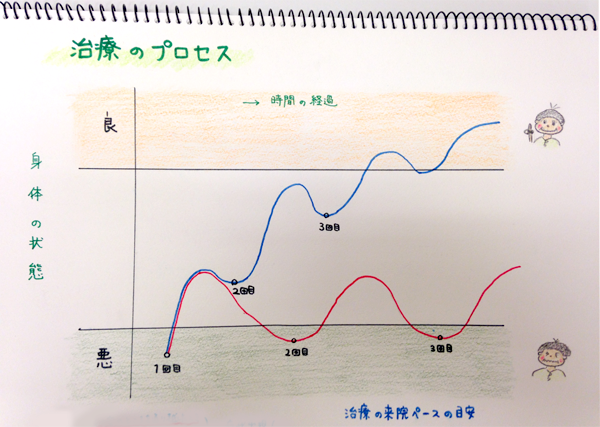 治療のプロセス
→ 時間の経過
良
身体の状態
3回目
2回目
悪
1回目
2回目
3回目
治療の来院ペースの目安